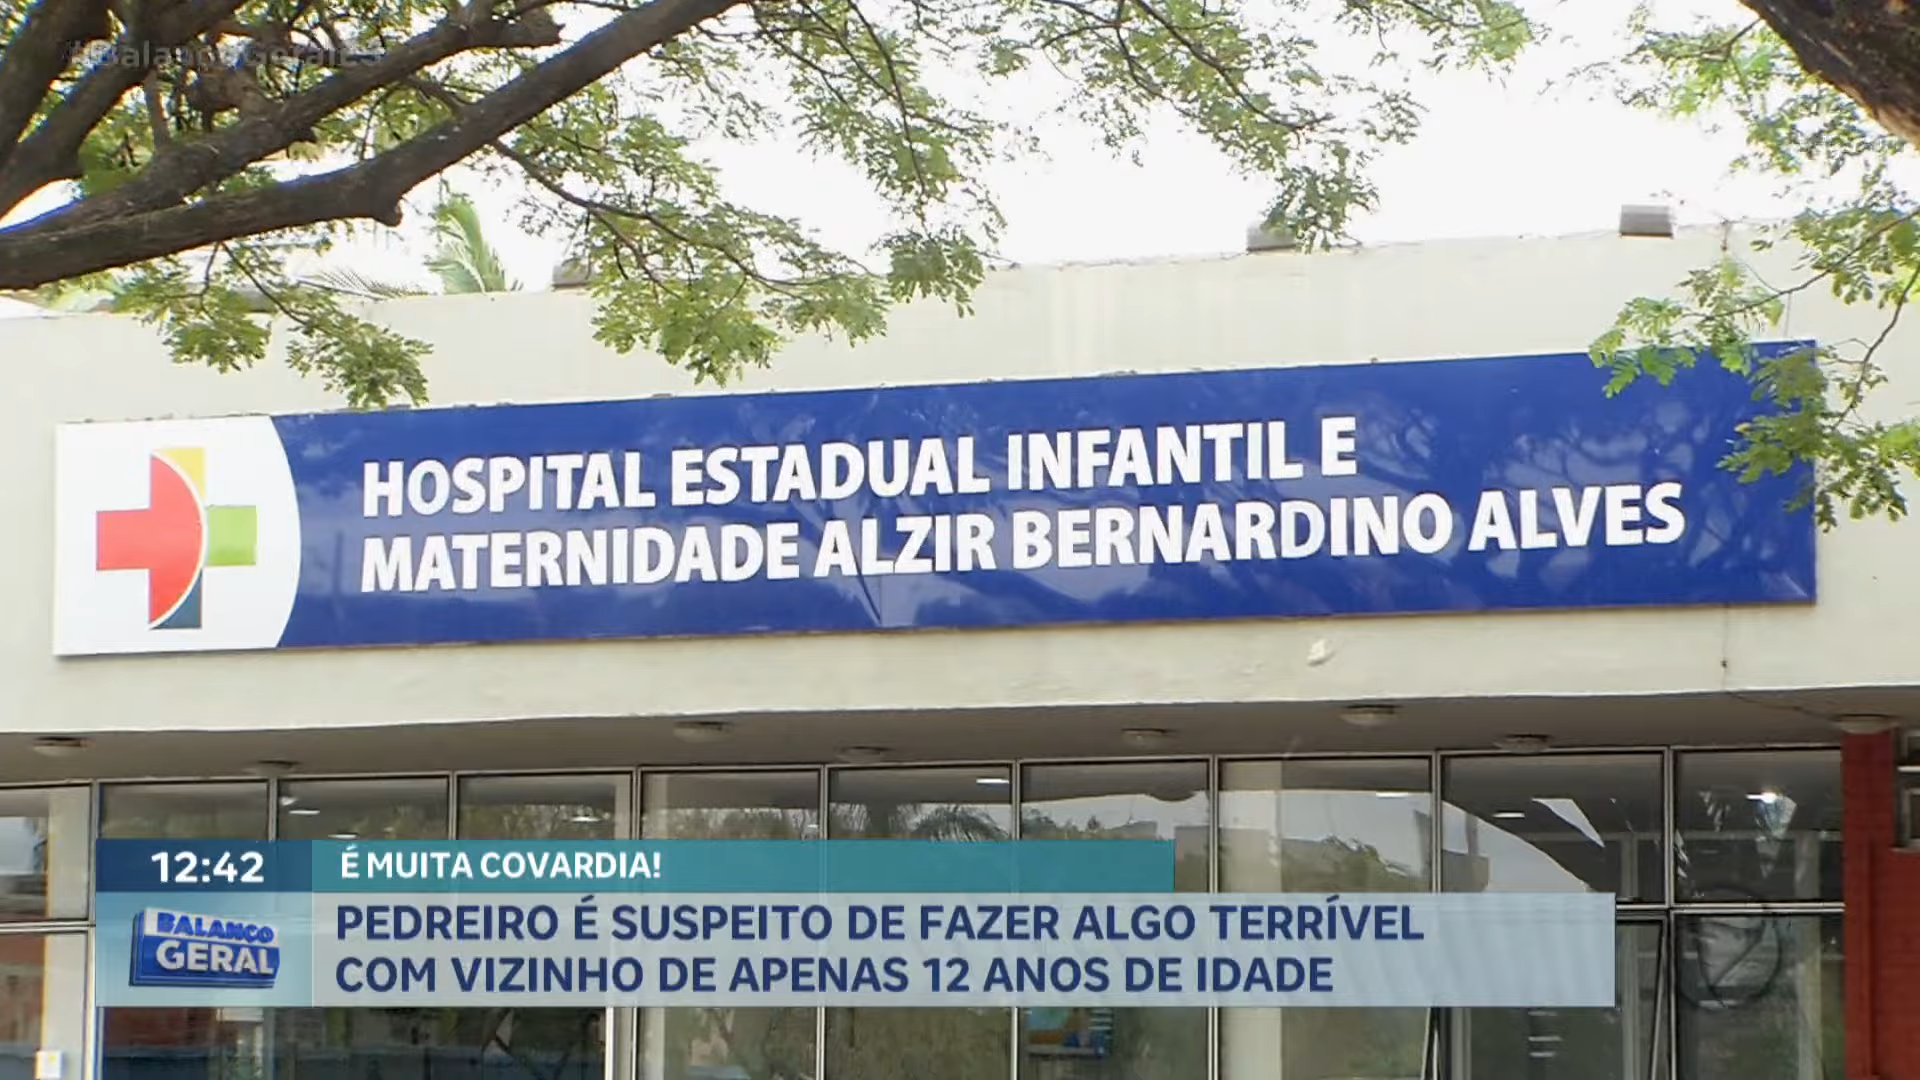 #BalançoGeralES
HOSPITAL ESTADUAL INFANTIL E
MATERNIDADE ALZIR BERNARDINO ALVES
12:42
É MUITA COVARDIA!
BALANÇO
GERAL
PEDREIRO É SUSPEITO DE FAZER ALGO TERRÍVEL
COM VIZINHO DE APENAS 12 ANOS DE IDADE